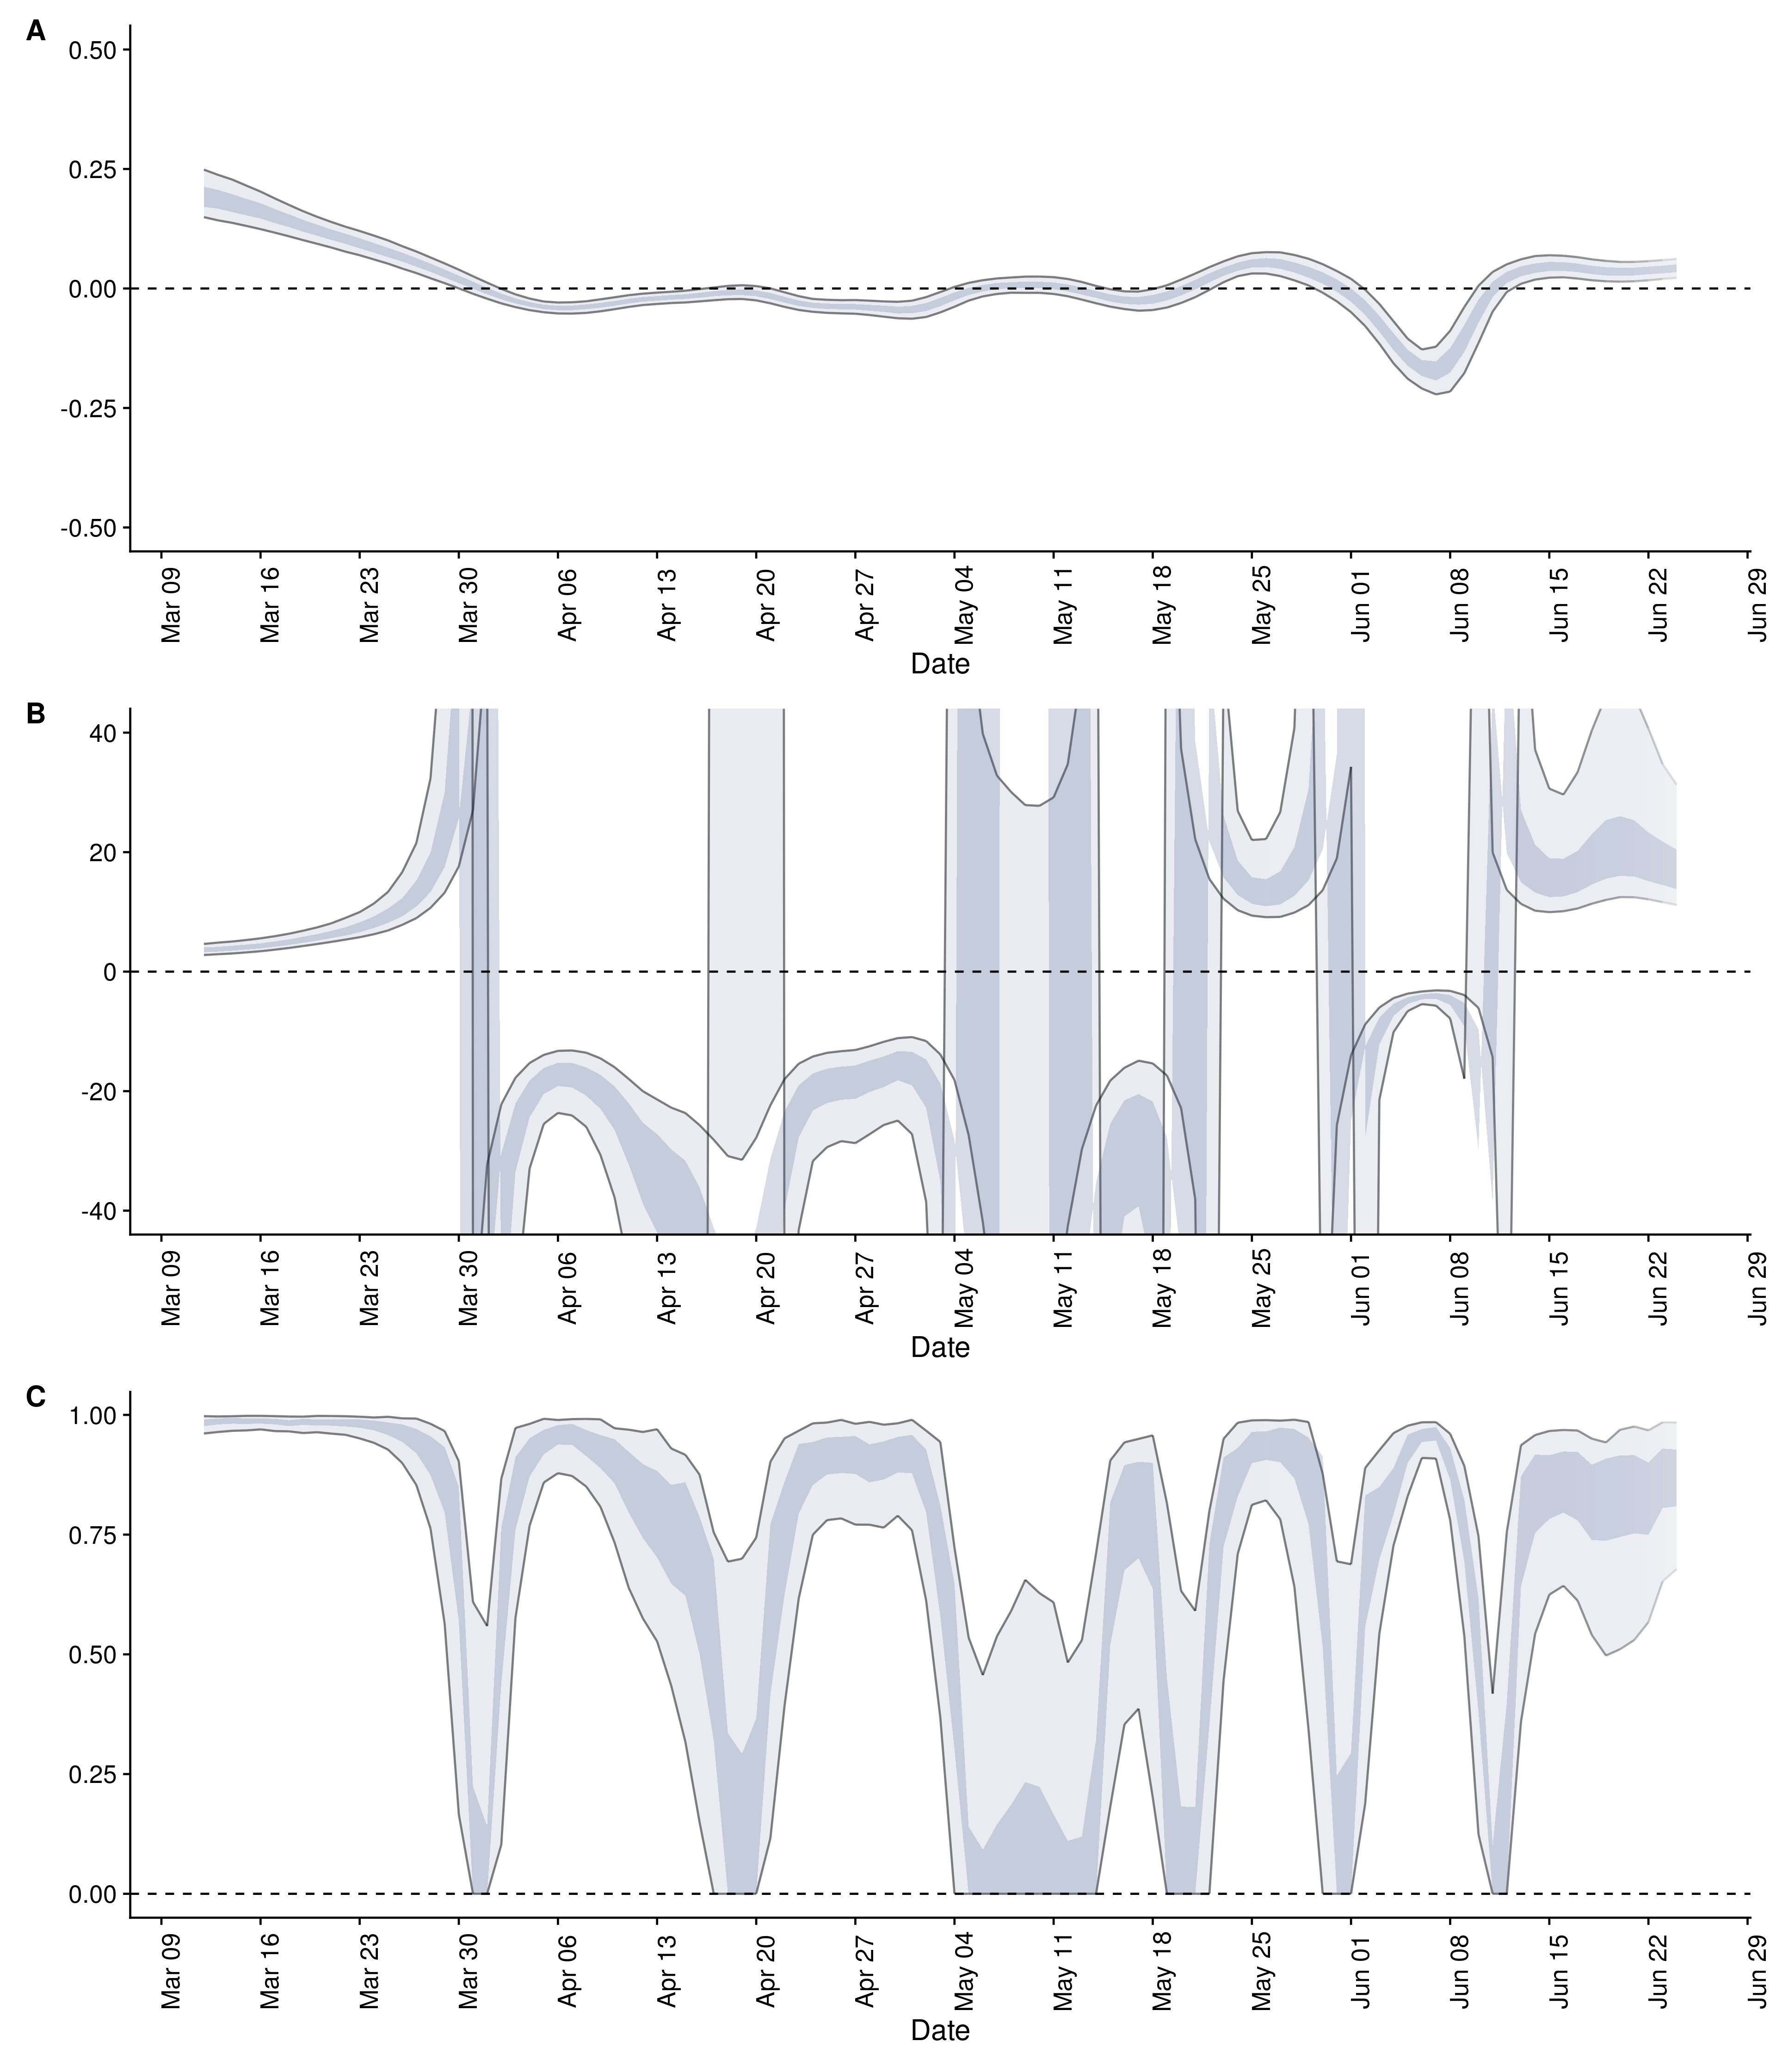 A
0.50
0.25
0.00
-0.25
-0.50
Mar 09
Mar 16
Mar 23
Mar 30
Apr 06
Apr 13
Apr 20
Apr 27
May 04
May 11
May 18
May 25
Jun 01
Jun 08
Jun 15
Jun 22
Jun 29
Date
B
40
20
0
-20
-40
Mar 09
Mar 16
Mar 23
Mar 30
Apr 06
Apr 13
Apr 20
Apr 27
May 04
May 11
May 18
May 25
Jun 01
Jun 08
Jun 15
Jun 22
Jun 29
Date
C
1.00
0.75
0.50
0.25
0.00
Mar 09
Mar 16
Mar 23
Mar 30
Apr 06
Apr 13
Apr 20
Apr 27
May 04
May 11
May 18
May 25
Jun 01
Jun 08
Jun 15
Jun 22
Jun 29
Date